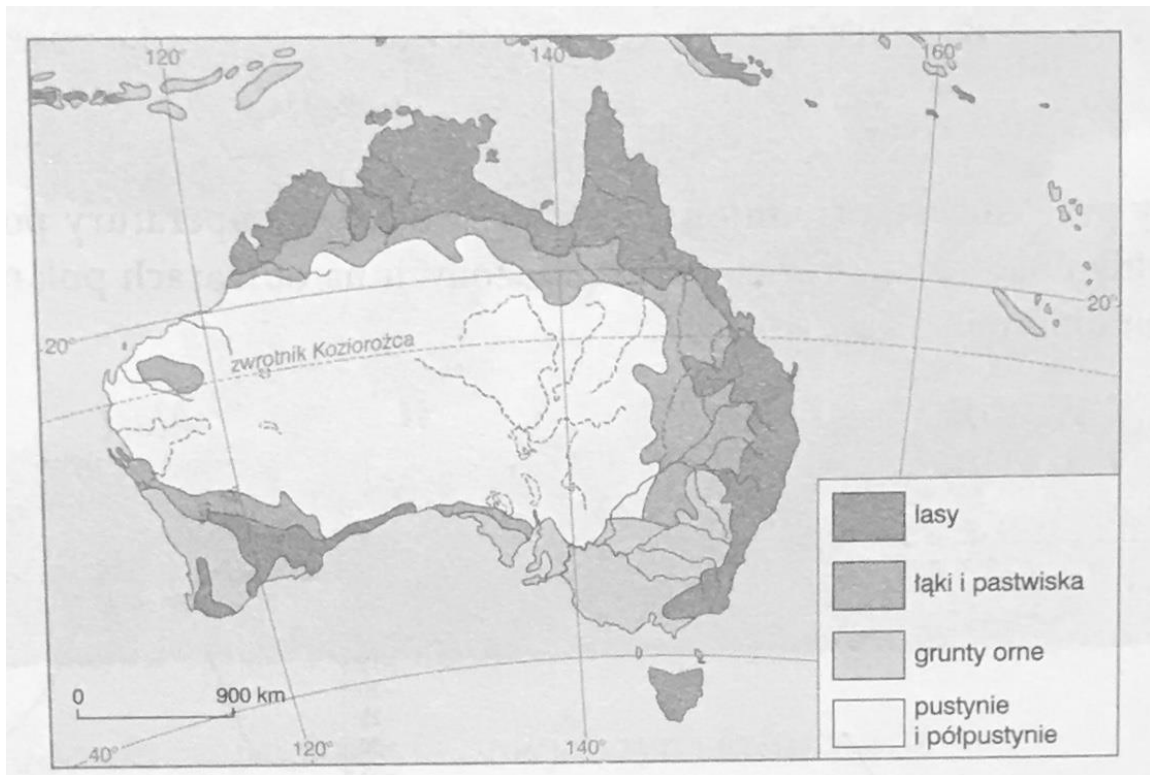 120°
140°
160°
20°
20°
zwrotnik Koziorożca
lasy
łąki i pastwiska
grunty orne
pustynie
i półpustynie
0 900 km
40°
120°
140°